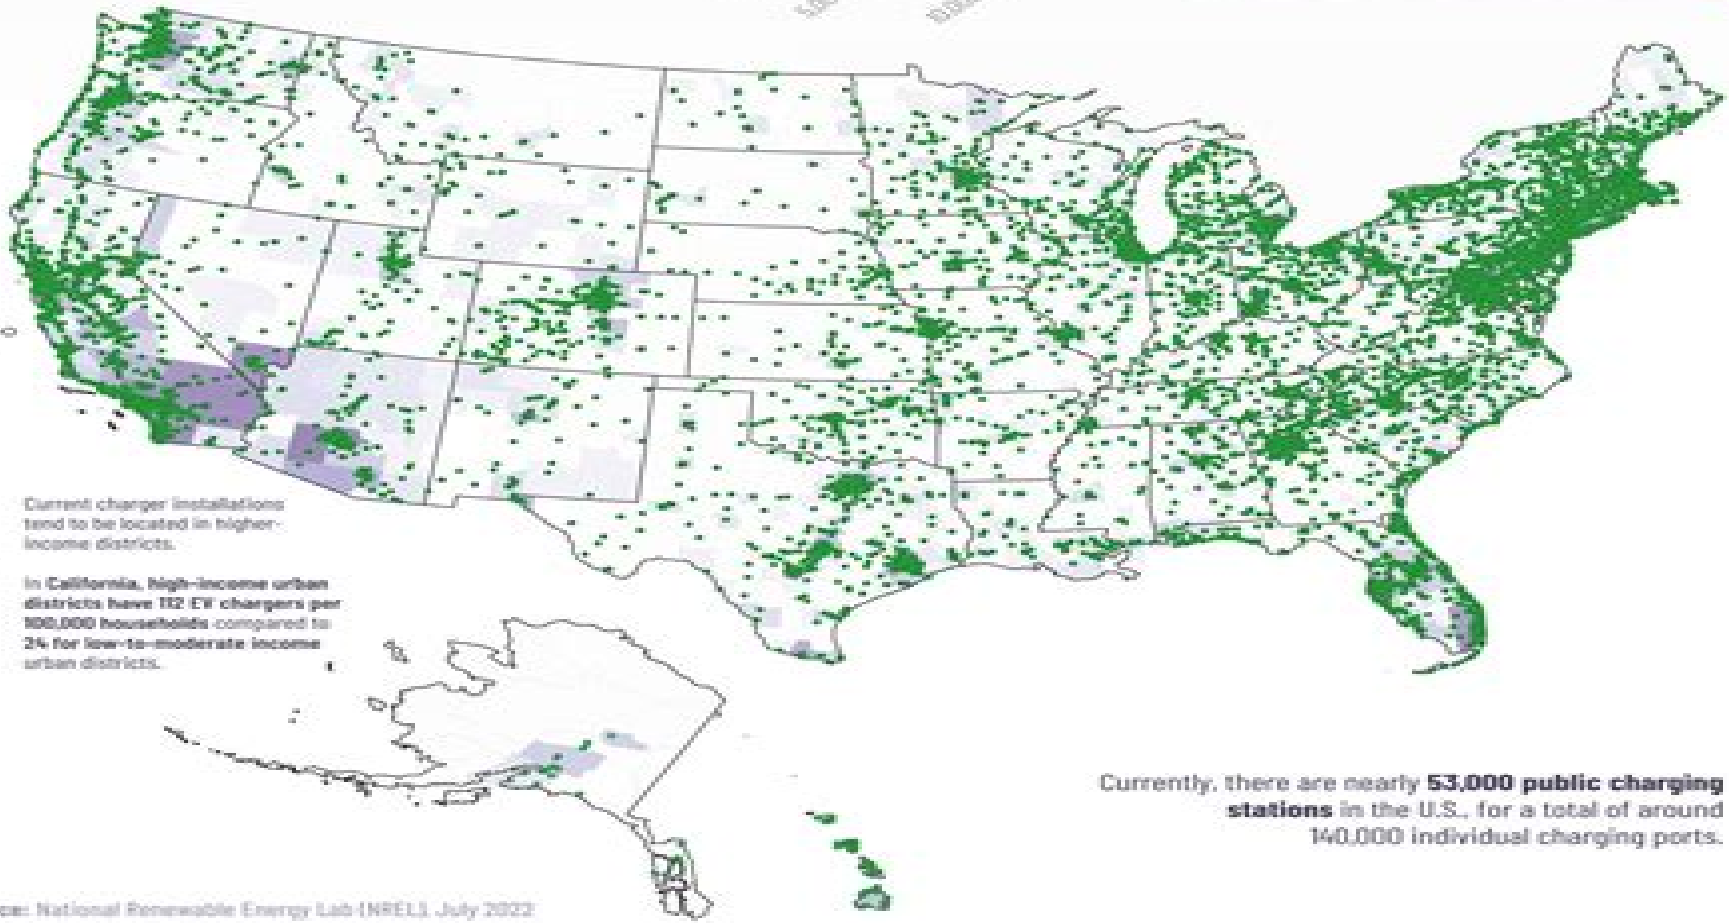 Current charger installations
tend to be located in higher-
income districts.
In California, high-income urban
districts have 112 EV chargers per
100,000 households compared to
24 for low-to-moderate income
urban districts.
Currently, there are nearly 53,000 public charging
stations in the U.S., for a total of around
140,000 individual charging ports.
ce: National Renewable Energy Lab (NREL), July 2022